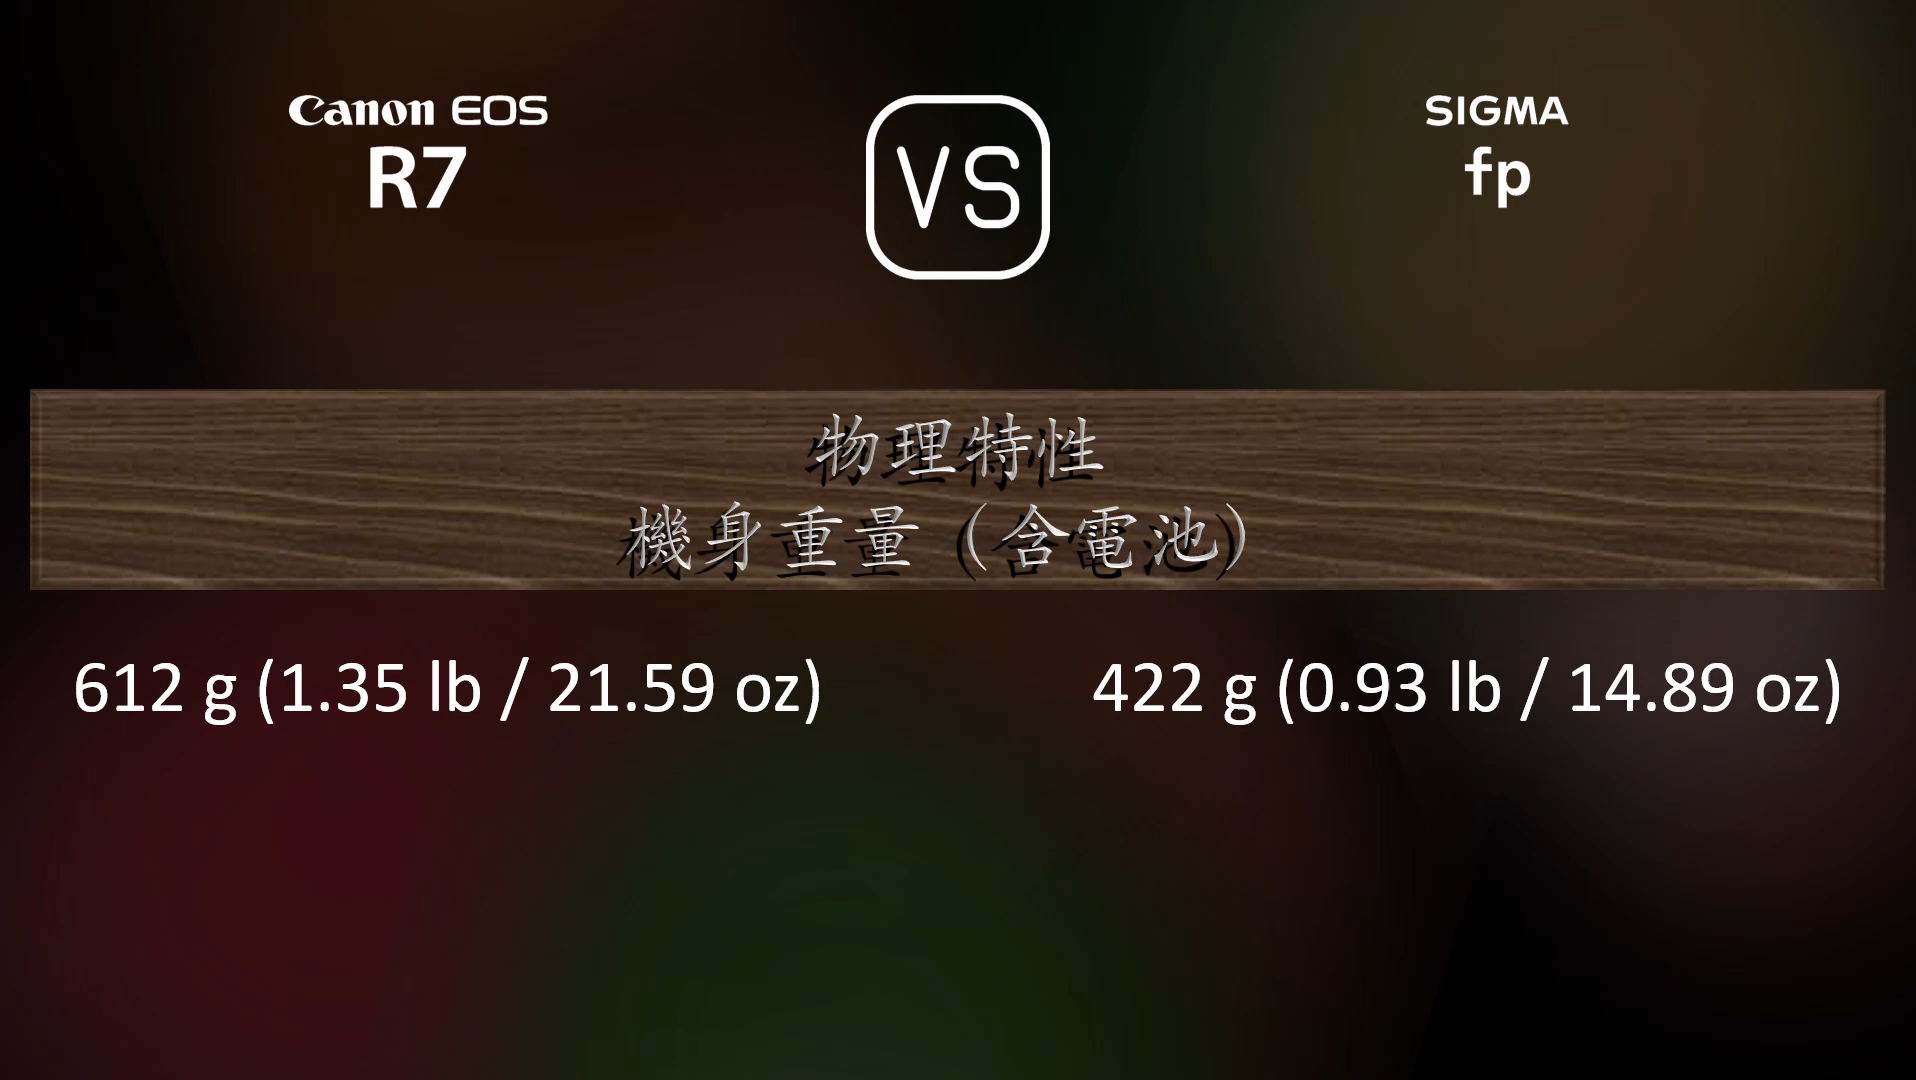 Canon EOS
R7
VS
SIGMA
fp
物理特性
機身重量（含電池）
612 g (1.35 lb / 21.59 oz)
422 g (0.93 lb / 14.89 oz)